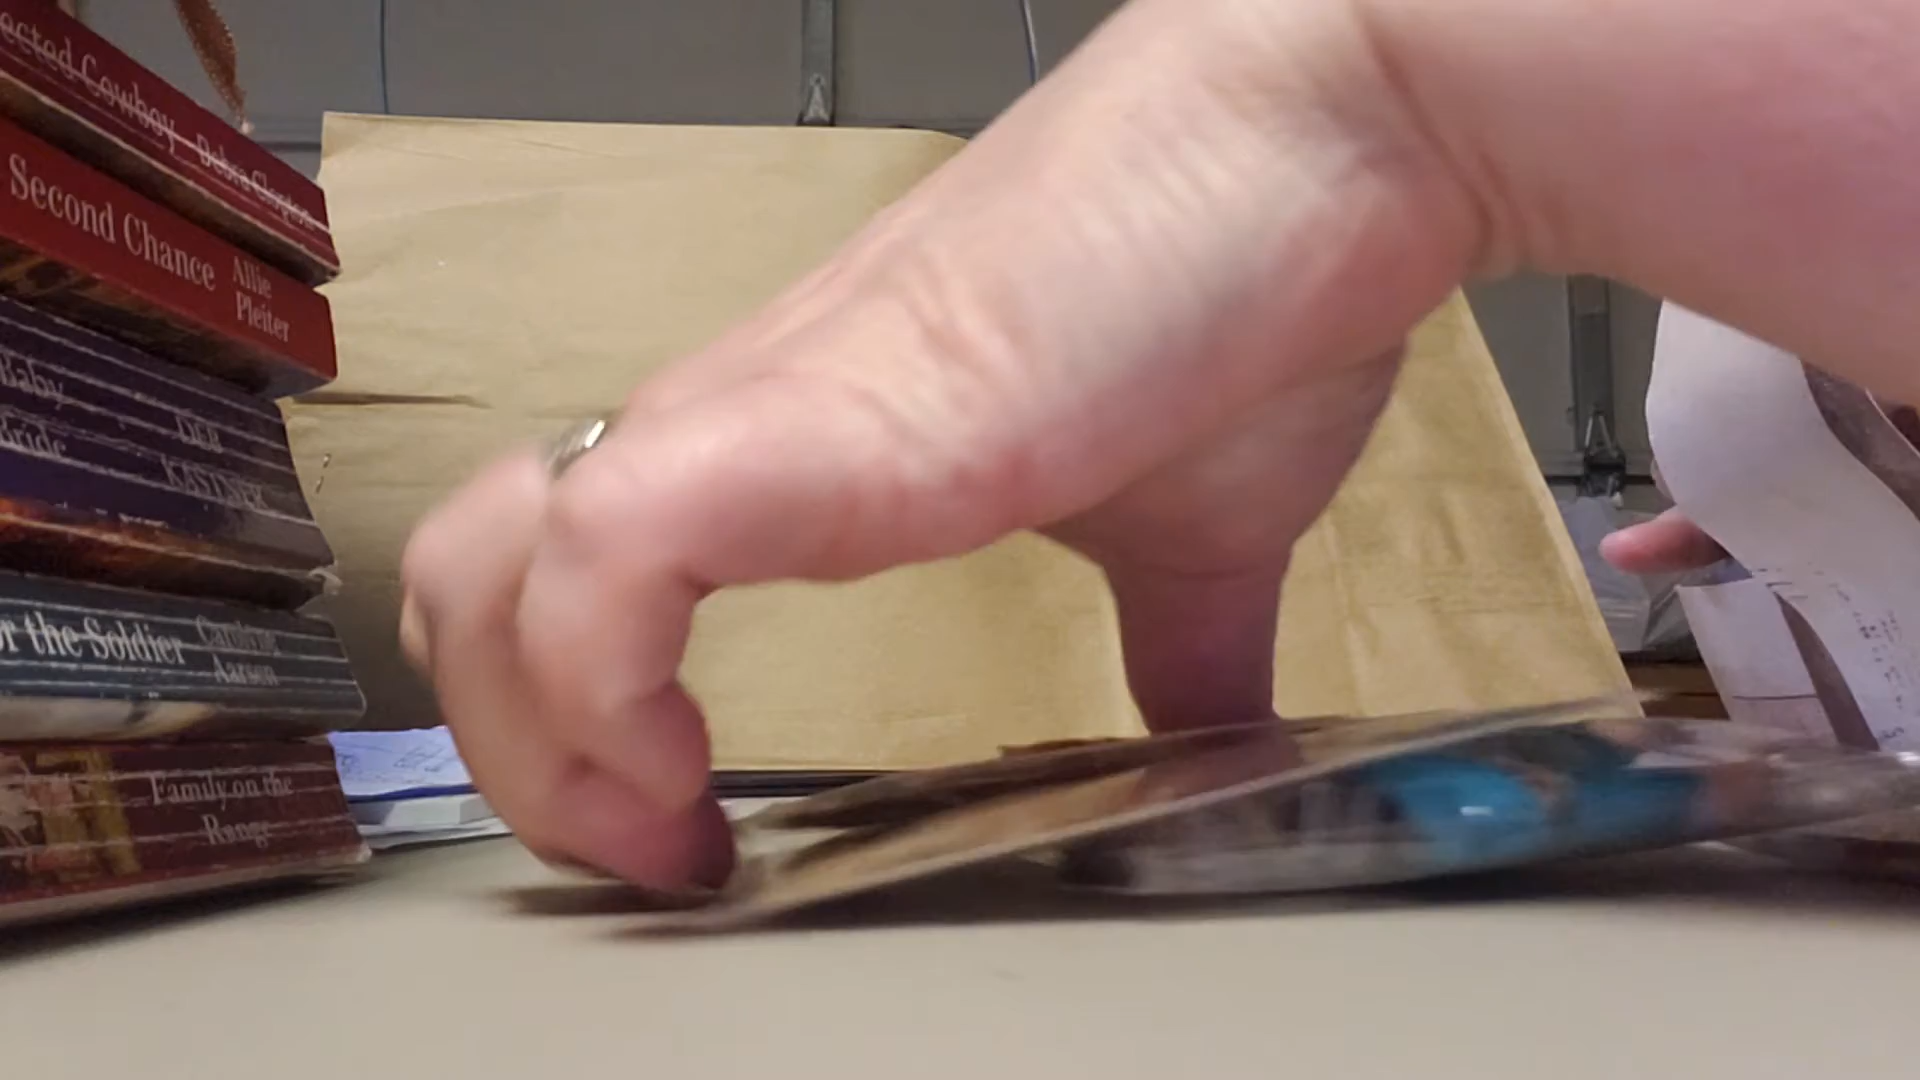 ected Cowboy Debra Clopton
Second Chance Allie
Pleiter
Baby
Bride
KASTNER
or the Soldier Carolyne
Aarsen
Family on the
Range